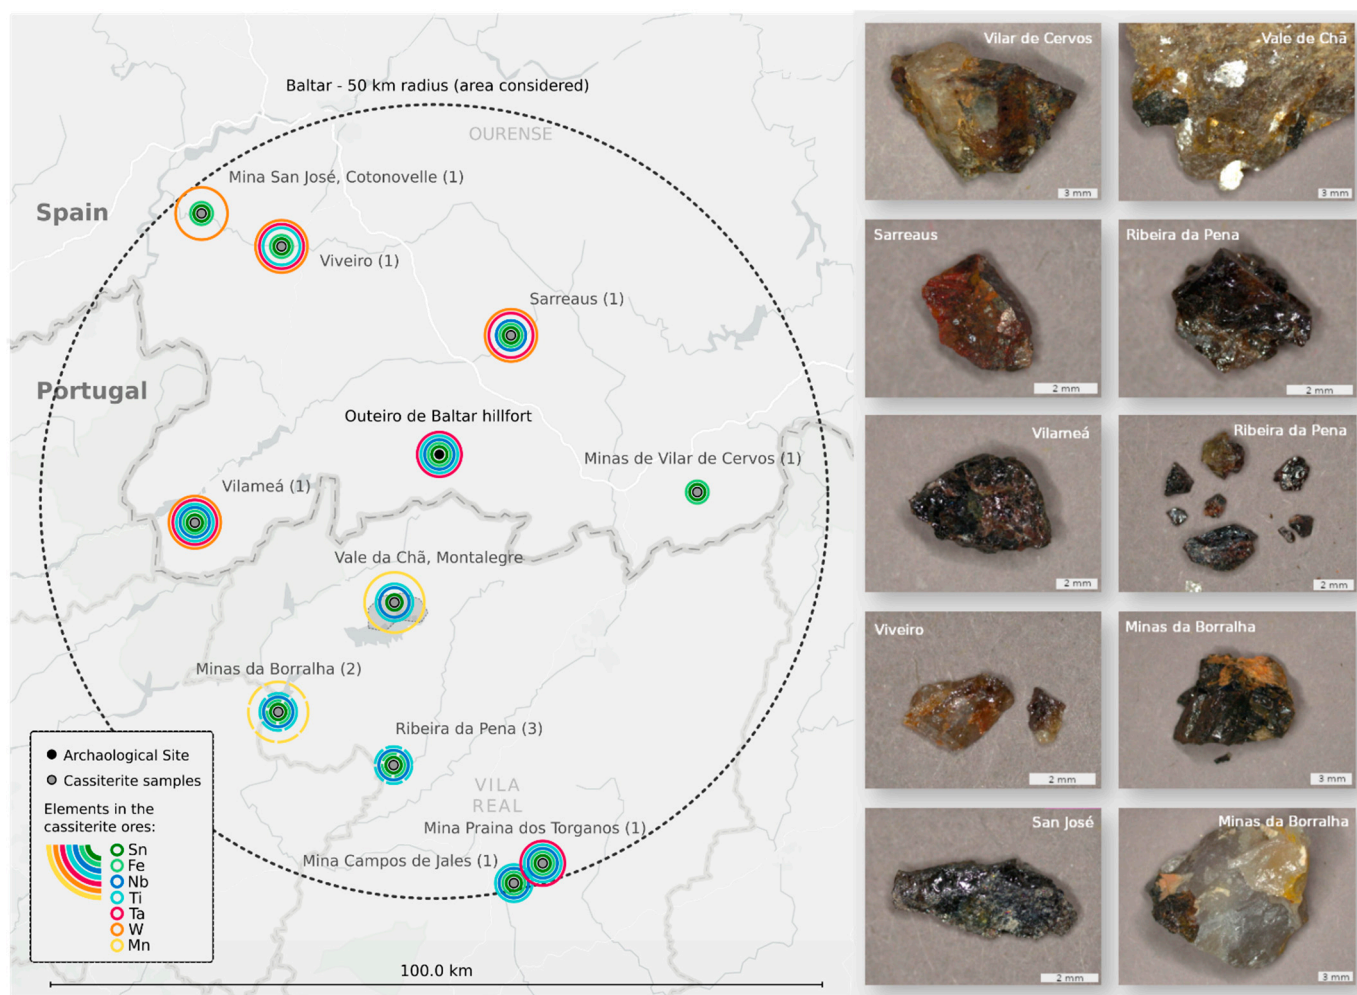 Baltar - 50 km radius (area considered)
OURENSE
Mina San José, Cotonovelle (1)
Spain
Viveiro (1)
Sarreaus (1)
Portugal
Outeiro de Baltar hillfort
Minas de Vilar de Cervos (1)
Vilameá (1)
Vale da Chã, Montalegre
Minas da Borralha (2)
Ribeira da Pena (3)
VILA
REAL
Mina Praina dos Torganos (1)
Mina Campos de Jales (1)
Archaological Site
Cassiterite samples
Elements in the
cassiterite ores:
Sn
Fe
Nb
Ti
Ta
W
Mn
100.0 km
Vilar de Cervos
3 mm
Vale de Chã
3 mm
Sarreaus
2 mm
Ribeira da Pena
2 mm
Vilameá
2 mm
Ribeira da Pena
2 mm
Viveiro
2 mm
Minas da Borralha
3 mm
San José
2 mm
Minas da Borralha
3 mm